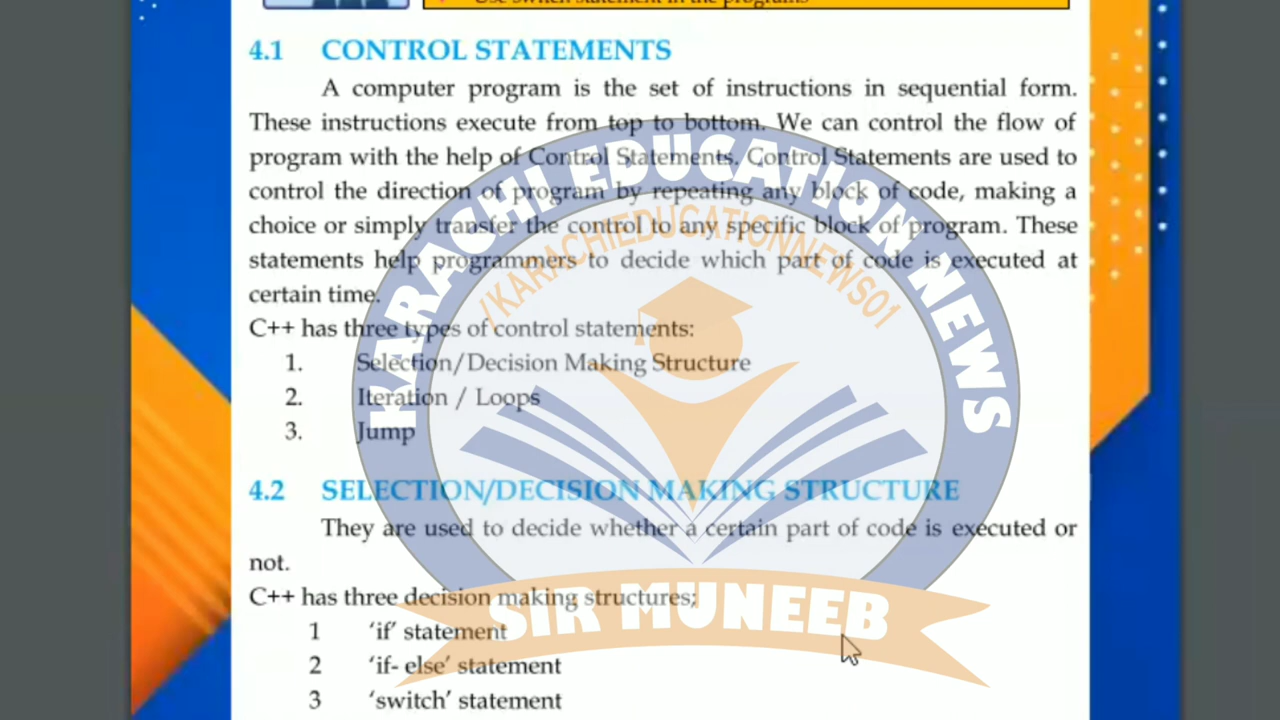 Use switch statement in the programs
4.1 CONTROL STATEMENTS
A computer program is the set of instructions in sequential form.
These instructions execute from top to bottom. We can control the flow of
program with the help of Control Statements. Control Statements are used to
control the direction of program by repeating any block of code, making a
choice or simply transfer the control to any specific block of program. These
statements help programmers to decide which part of code is executed at
certain time.
C++ has three types of control statements:
1. Selection/Decision Making Structure
2. Iteration / Loops
3. Jump
4.2 SELECTION/DECISION MAKING STRUCTURE
They are used to decide whether a certain part of code is executed or
not.
C++ has three decision making structures;
1 ‘if’ statement
2 ‘if- else’ statement
3 ‘switch’ statement
KARACHI EDUCATION NEWS
/KARACHIEDUCATIONNEWS01
SIR MUNEEB